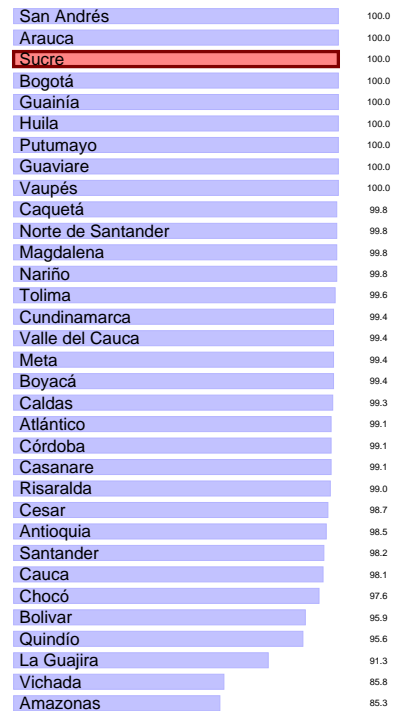 San Andrés 100.0
Arauca 100.0
Sucre 100.0
Bogotá 100.0
Guainía 100.0
Huila 100.0
Putumayo 100.0
Guaviare 100.0
Vaupés 100.0
Caquetá 99.8
Norte de Santander 99.8
Magdalena 99.8
Nariño 99.8
Tolima 99.6
Cundinamarca 99.4
Valle del Cauca 99.4
Meta 99.4
Boyacá 99.4
Caldas 99.3
Atlántico 99.1
Córdoba 99.1
Casanare 99.1
Risaralda 99.0
Cesar 98.7
Antioquia 98.5
Santander 98.2
Cauca 98.1
Chocó 97.6
Bolivar 95.9
Quindío 95.6
La Guajira 91.3
Vichada 85.8
Amazonas 85.3